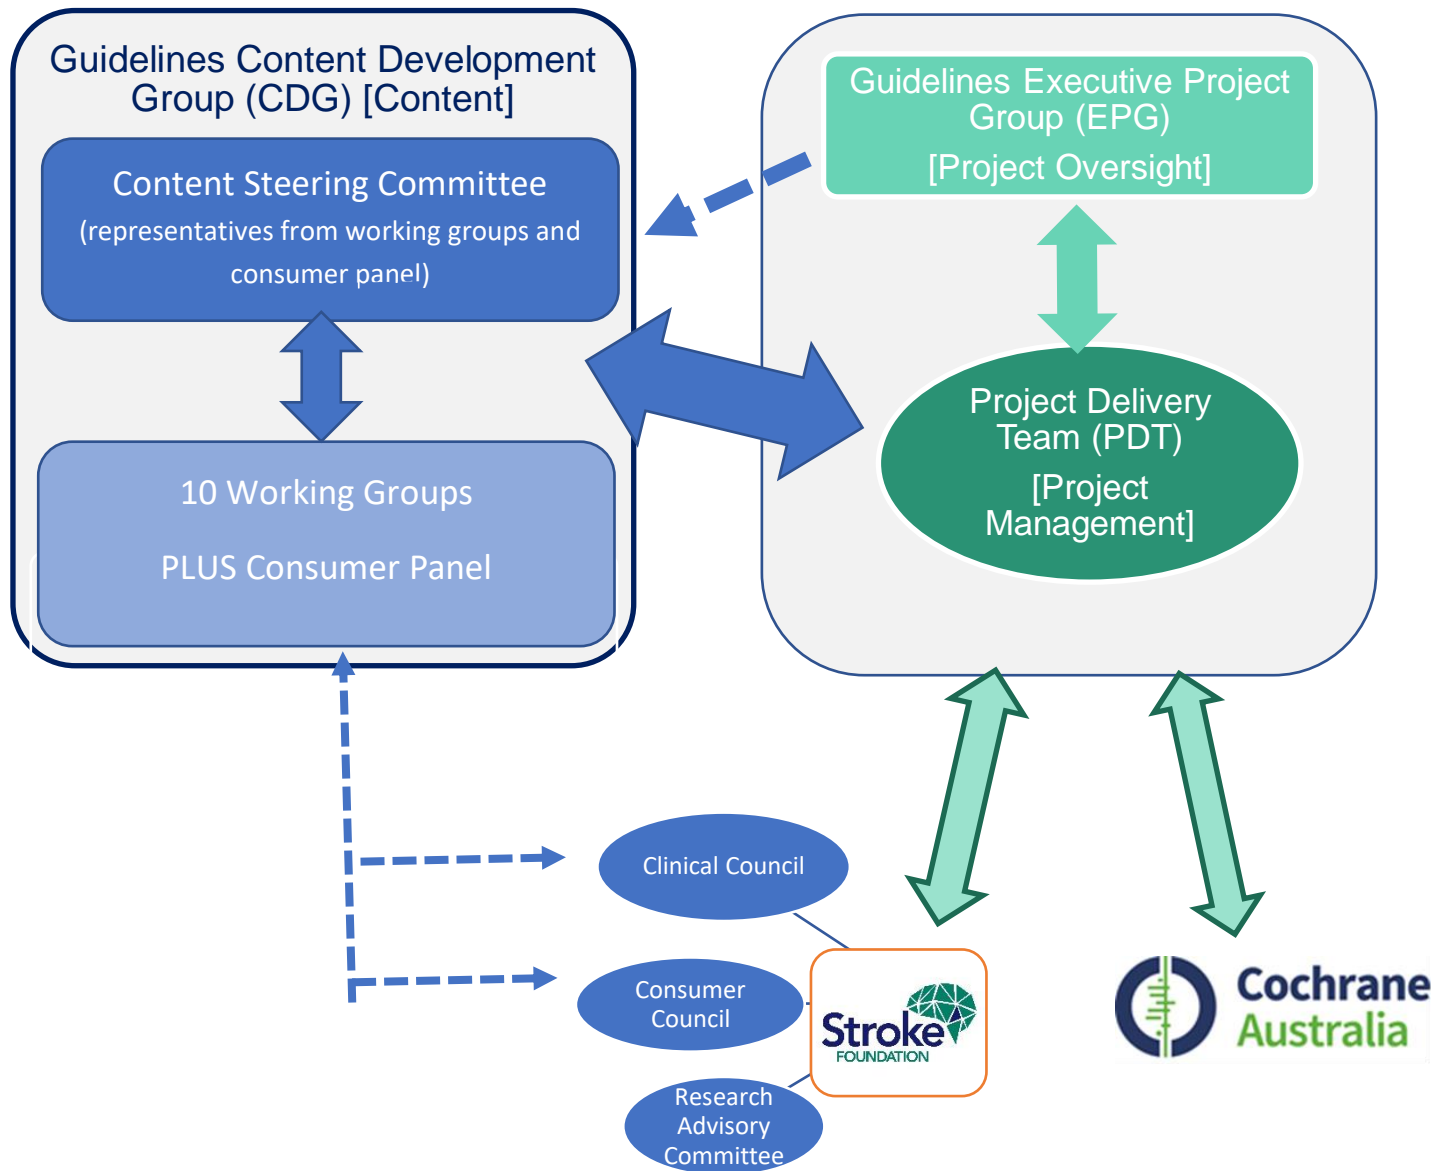 Guidelines Content Development
Group (CDG) [Content]
Content Steering Committee
(representatives from working groups and
consumer panel)
10 Working Groups
PLUS Consumer Panel
Guidelines Executive Project
Group (EPG)
[Project Oversight]
Project Delivery
Team (PDT)
[Project
Management]
Clinical Council
Consumer
Council
Research
Advisory
Committee
Stroke
FOUNDATION
Cochrane
Australia